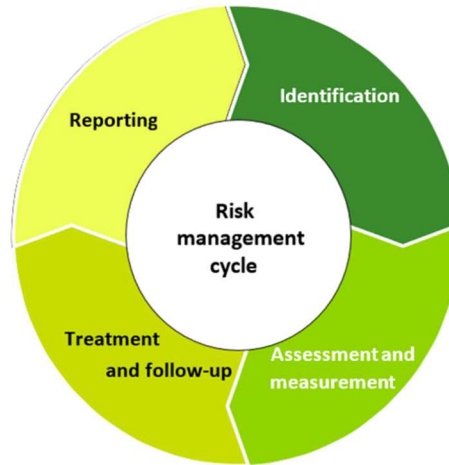 Identification
Reporting
Risk
management
cycle
Treatment
and follow-up
Assessment and
measurement